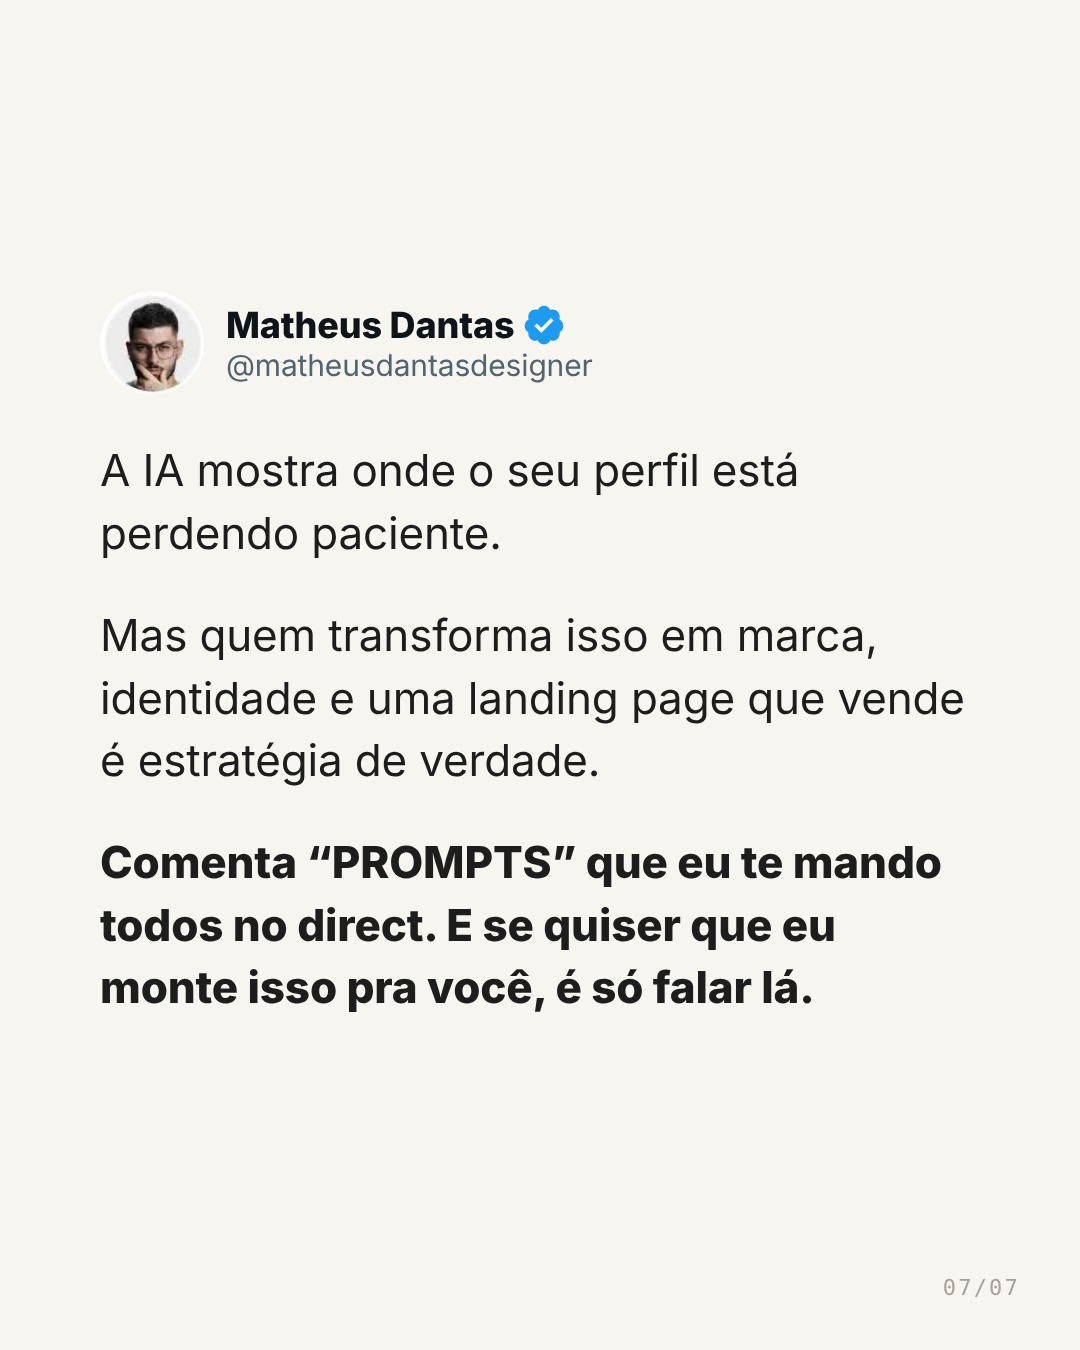 Matheus Dantas
@matheusdantasdesigner
A IA mostra onde o seu perfil está
perdendo paciente.
Mas quem transforma isso em marca,
identidade e uma landing page que vende
é estratégia de verdade.
Comenta “PROMPTS” que eu te mando
todos no direct. E se quiser que eu
monte isso pra você, é só falar lá.
07/07